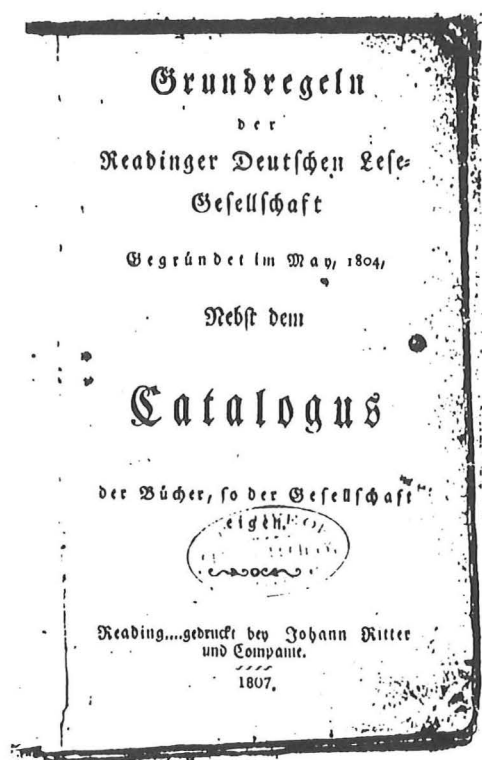 Grundregeln
der
Readinger Deutschen Lese-
Gesellschaft
Gegründet im May, 1804,
Nebst dem
Catalogus
der Bücher, so der Gesellschaft
eigen.
Reading....gedruckt bey Johann Ritter
und Companie.
1807.